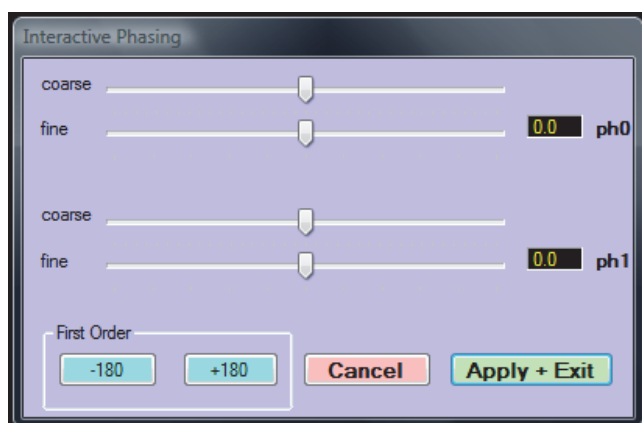 Interactive Phasing
coarse
fine 0.0 ph0
coarse
fine 0.0 ph1
First Order
-180 +180 Cancel Apply + Exit